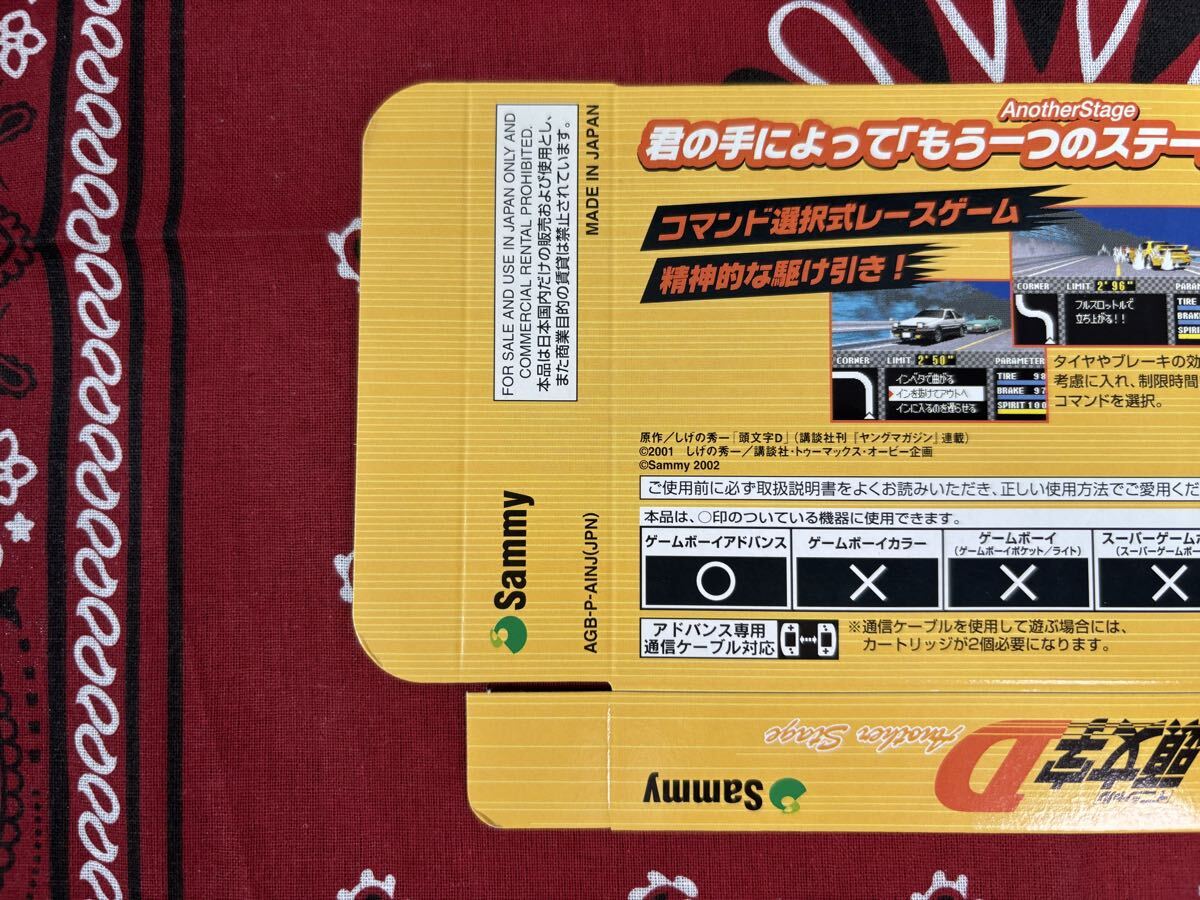 FOR SALE AND USE IN JAPAN ONLY AND
COMMERCIAL RENTAL PROHIBITED.
本品は日本国内だけの販売および使用とし、
また商業目的の賃貸は禁止されています。
MADE IN JAPAN
Sammy
AGB-P-AINJ(JPN)
AnotherStage
君の手によって「もう一つのステー
コマンド選択式レースゲーム
精神的な駆け引き!
CORNER LIMIT 2'96" PARAM
フルスロットルで
立ち上がる!!
TIRE
BRAKE
SPIRI
CORNER LIMIT 2'50" PARAMETER
インベタで曲がる
インを抜けてアウトへ
インに入るのを遅らせる
TIRE 98
BRAKE 97
SPIRIT 100
タイヤやブレーキの効
考慮に入れ、制限時間
コマンドを選択。
原作/しげの秀一「頭文字D」(講談社刊『ヤングマガジン』連載)
©2001 しげの秀一/講談社・トゥーマックス・オービー企画
©Sammy 2002
ご使用前に必ず取扱説明書をよくお読みいただき、正しい使用方法でご愛用くだ
本品は、○印のついている機器に使用できます。
ゲームボーイアドバンス ゲームボーイカラー ゲームボーイ スーパーゲームボ
(ゲームボーイポケット/ライト) (スーパーゲームボー
○ × × ×
アドバンス専用
通信ケーブル対応
※通信ケーブルを使用して遊ぶ場合には、
カートリッジが2個必要になります。
頭文字D
Another Stage
Sammy